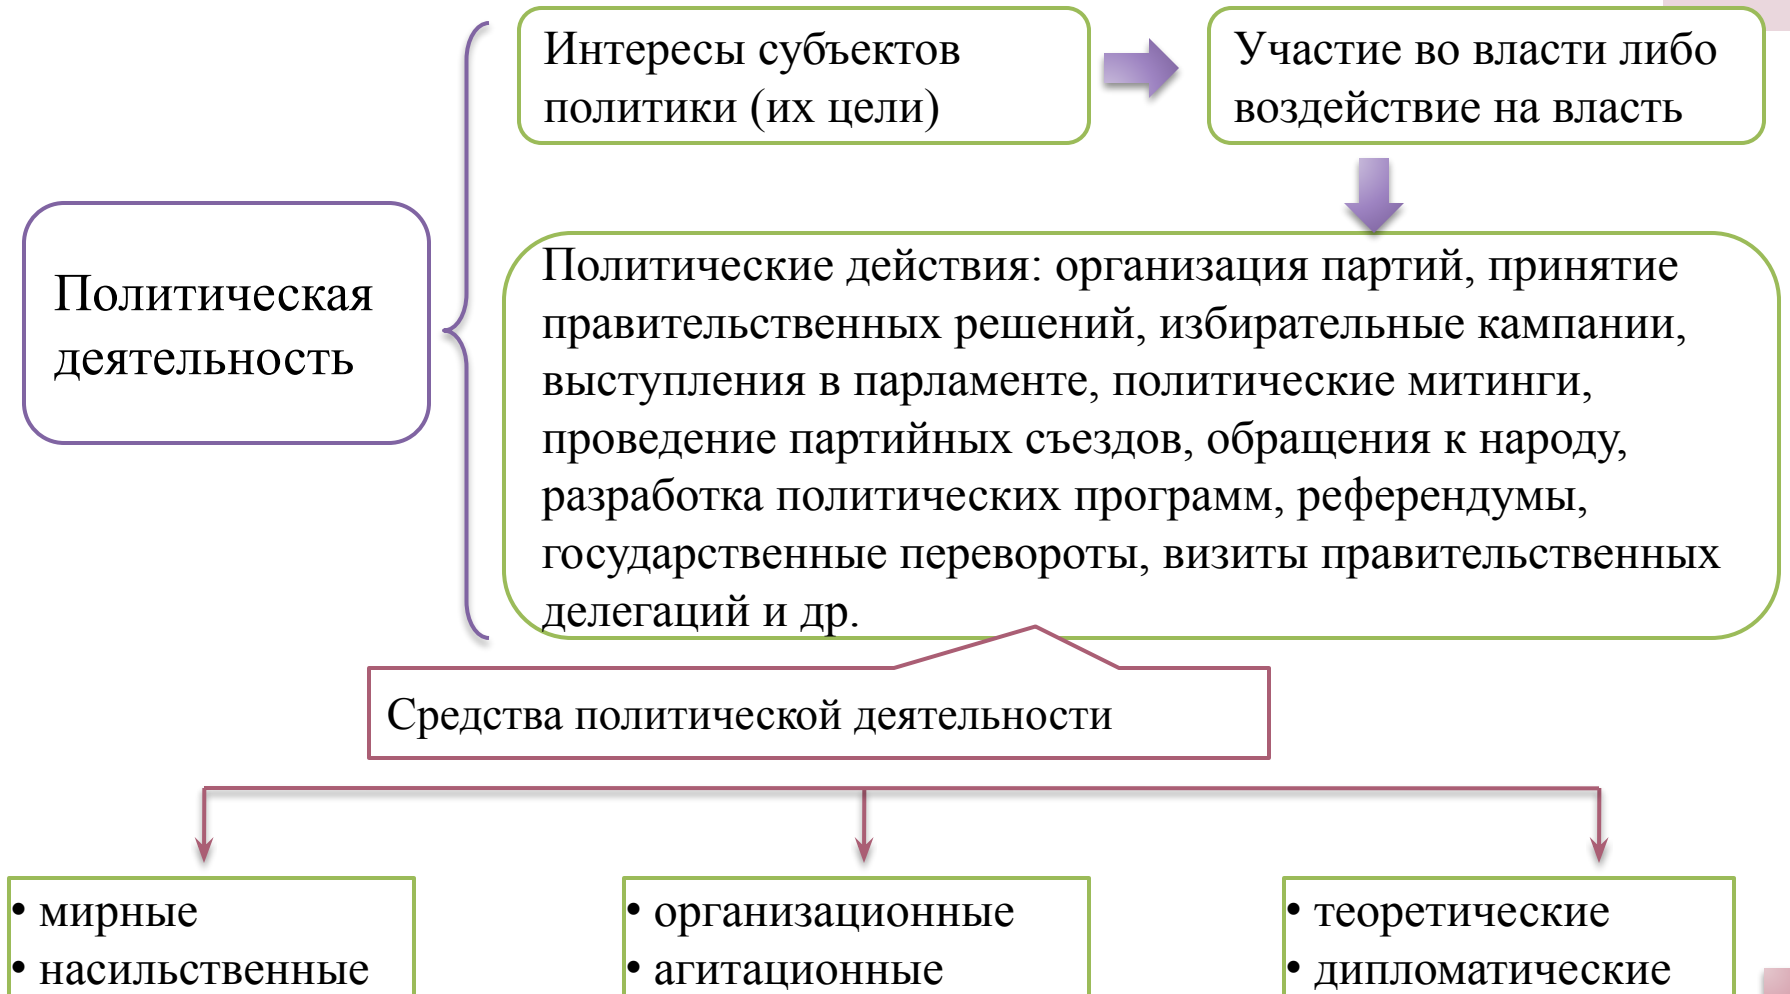 Интересы субъектов
политики (их цели)
Участие во власти либо
воздействие на власть
Политическая
деятельность
Политические действия: организация партий, принятие
правительственных решений, избирательные кампании,
выступления в парламенте, политические митинги,
проведение партийных съездов, обращения к народу,
разработка политических программ, референдумы,
государственные перевороты, визиты правительственных
делегаций и др.
Средства политической деятельности
• мирные
• насильственные
• организационные
• агитационные
• теоретические
• дипломатические